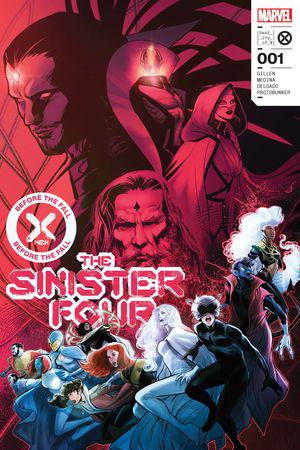 MARVEL
001
GILLEN
MEDINA
DELGADO
PROTOBUNKER
BEFORE THE FALL
X
MEN
BEFORE THE FALL
THE
SINISTER
FOUR